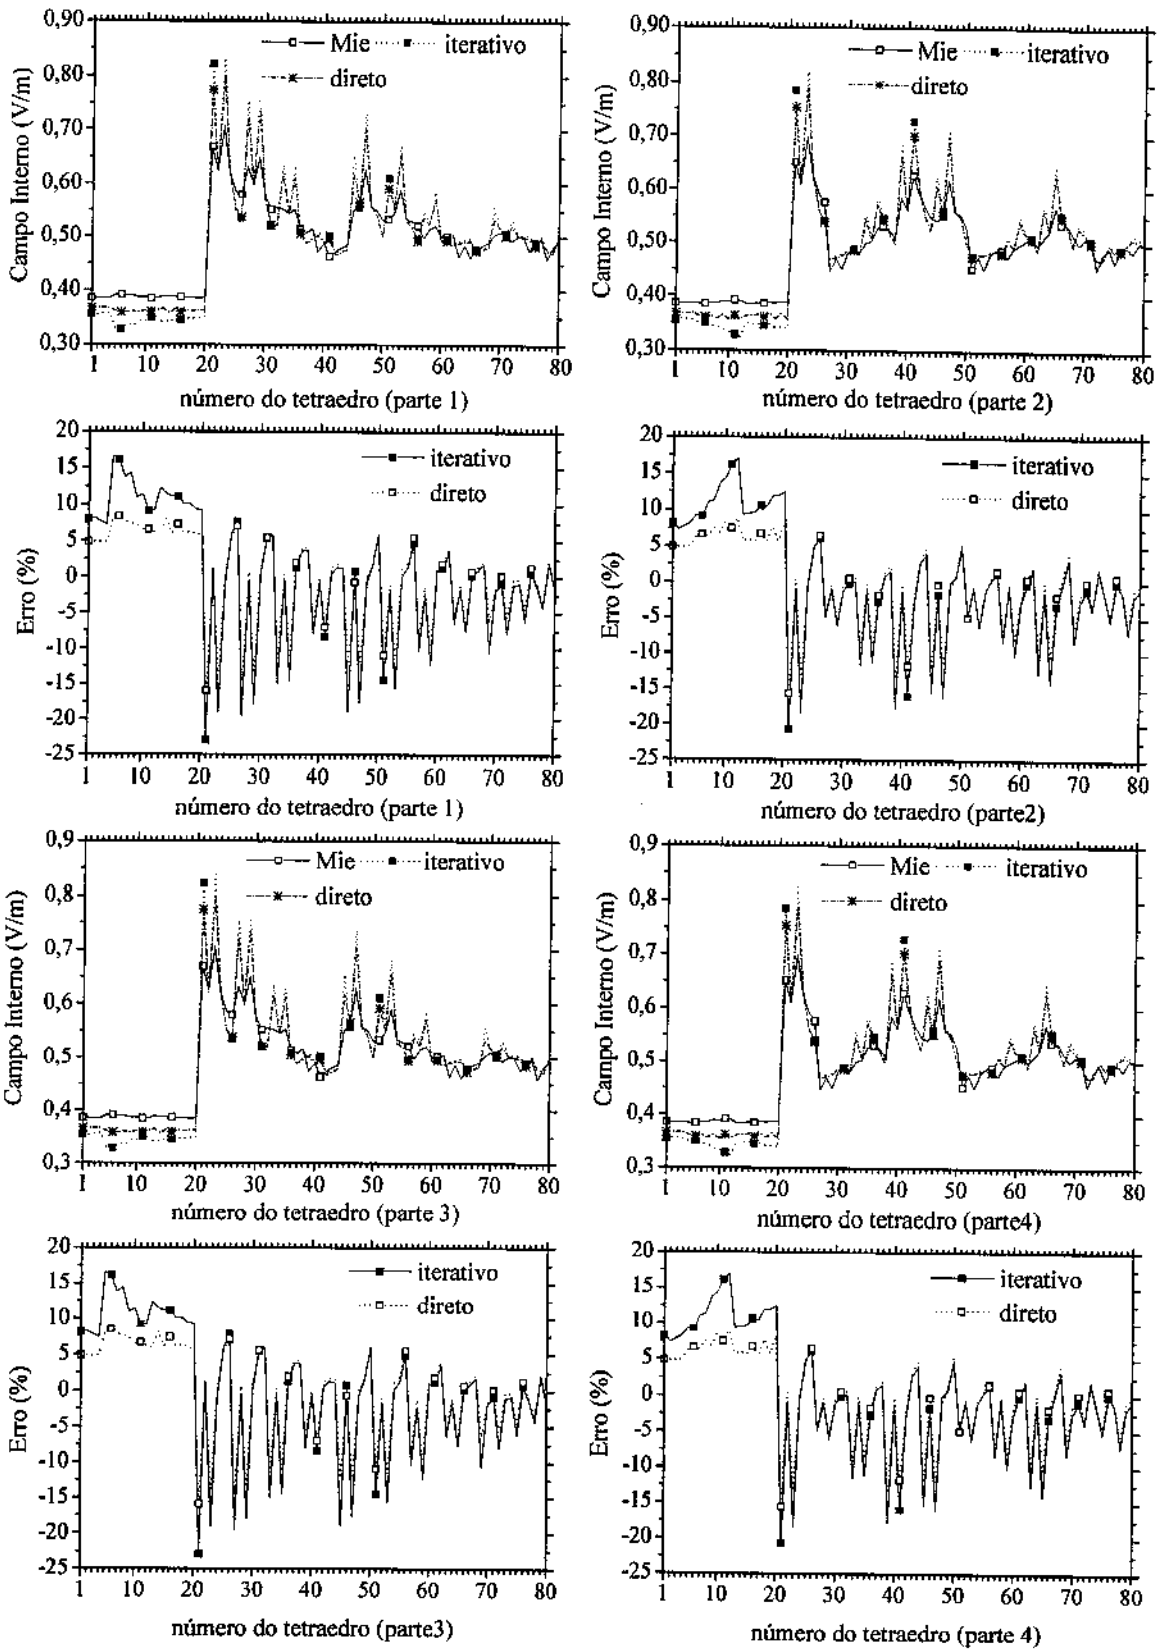 0,90
0,80
0,70
0,60
0,50
0,40
0,30
Campo Interno (V/m)
Mie
iterativo
direto
1 10 20 30 40 50 60 70 80
número do tetraedro (parte 1)
0,90
0,80
0,70
0,60
0,50
0,40
0,30
Campo Interno (V/m)
Mie
iterativo
direto
1 10 20 30 40 50 60 70 80
número do tetraedro (parte 2)
20
15
10
5
0
-5
-10
-15
-20
-25
Erro (%)
iterativo
direto
1 10 20 30 40 50 60 70 80
número do tetraedro (parte 1)
20
15
10
5
0
-5
-10
-15
-20
-25
Erro (%)
iterativo
direto
1 10 20 30 40 50 60 70 80
número do tetraedro (parte2)
0,9
0,8
0,7
0,6
0,5
0,4
0,3
Campo Interno (V/m)
Mie
iterativo
direto
1 10 20 30 40 50 60 70 80
número do tetraedro (parte 3)
0,9
0,8
0,7
0,6
0,5
0,4
0,3
Campo Interno (V/m)
Mie
iterativo
direto
1 10 20 30 40 50 60 70 80
número do tetraedro (parte4)
20
15
10
5
0
-5
-10
-15
-20
-25
Erro (%)
iterativo
direto
1 10 20 30 40 50 60 70 80
número do tetraedro (parte3)
20
15
10
5
0
-5
-10
-15
-20
-25
Erro (%)
iterativo
direto
1 10 20 30 40 50 60 70 80
número do tetraedro (parte 4)